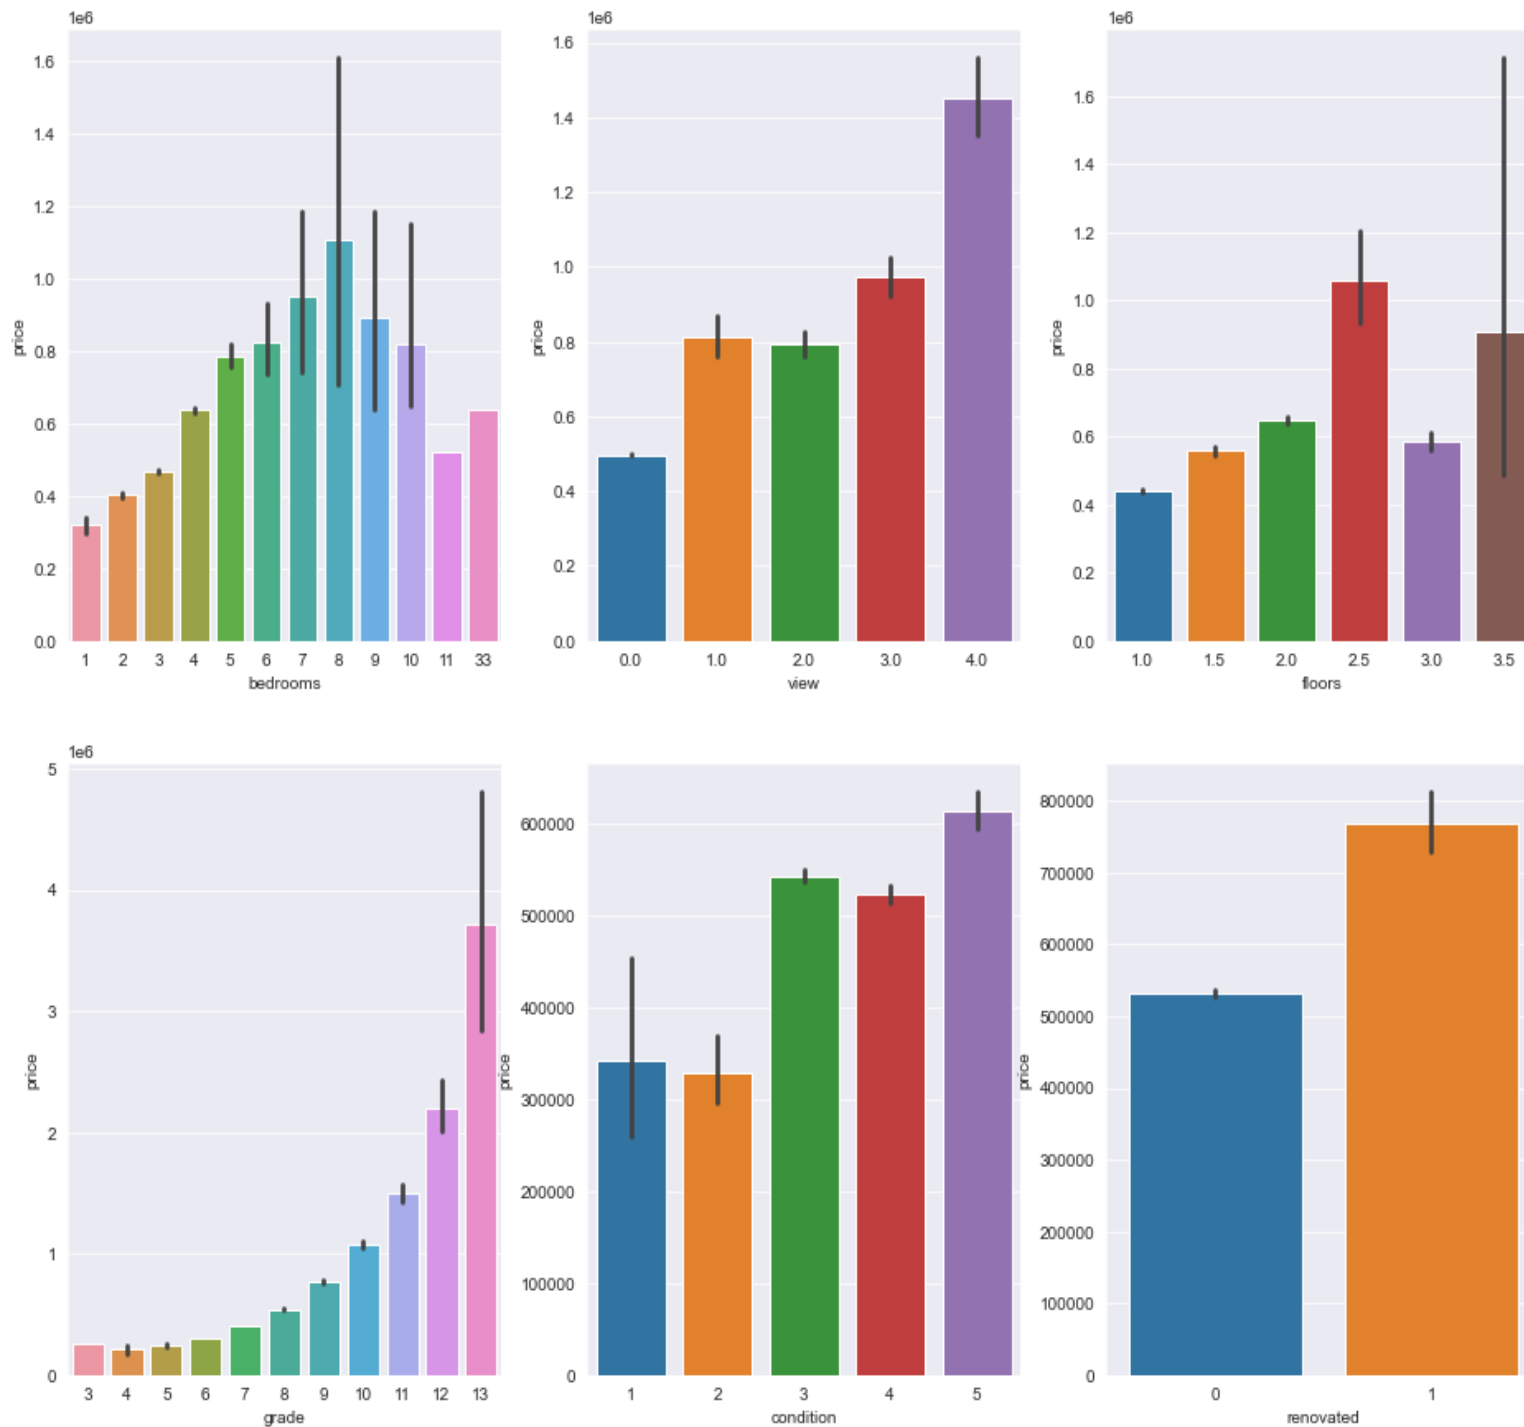 1e6
1.6
1.4
1.2
1.0
0.8
0.6
0.4
0.2
0.0
price
1 2 3 4 5 6 7 8 9 10 11 33
bedrooms
1e6
1.6
1.4
1.2
1.0
0.8
0.6
0.4
0.2
0.0
price
0.0 1.0 2.0 3.0 4.0
view
1e6
1.6
1.4
1.2
1.0
0.8
0.6
0.4
0.2
0.0
price
1.0 1.5 2.0 2.5 3.0 3.5
floors
1e6
5
4
3
2
1
0
price
3 4 5 6 7 8 9 10 11 12 13
grade
600000
500000
400000
300000
200000
100000
0
price
1 2 3 4 5
condition
800000
700000
600000
500000
400000
300000
200000
100000
0
price
0 1
renovated